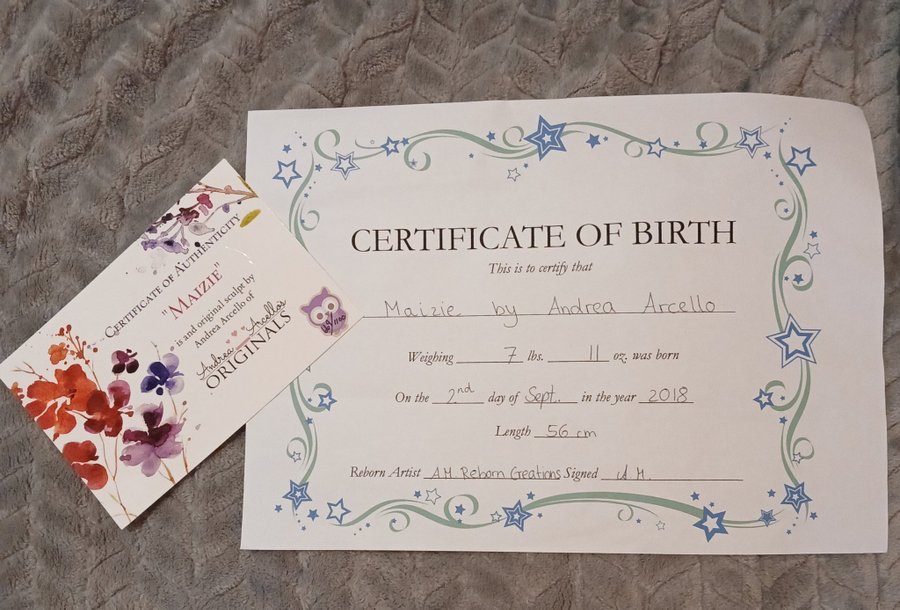 CERTIFICATE OF AUTHENTICITY
"MAIZIE"
is and original sculpt by
Andrea Arcello of
Andrea Arcellos
ORIGINALS
CERTIFICATE OF BIRTH
This is to certify that
Maizie by Andrea Arcello
Weighing 7 lbs. 11 oz. was born
On the 2nd day of Sept. in the year 2018
Length 56 cm
Reborn Artist A.M. Reborn Creations Signed A.M.